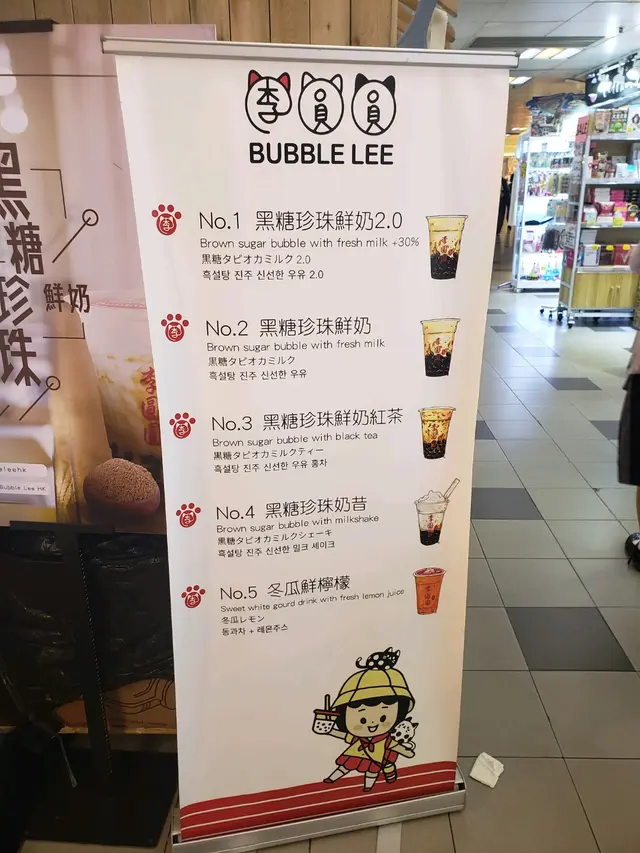 李圓圓
BUBBLE LEE
No.1 黑糖珍珠鮮奶2.0
Brown sugar bubble with fresh milk +30%
黒糖タピオカミルク 2.0
흑설탕 진주 신선한 우유 2.0
No.2 黑糖珍珠鮮奶
Brown sugar bubble with fresh milk
黒糖タピオカミルク
흑설탕 진주 신선한 우유
No.3 黑糖珍珠鮮奶紅茶
Brown sugar bubble with black tea
黒糖タピオカミルクティー
흑설탕 진주 신선한 우유 홍차
No.4 黑糖珍珠奶昔
Brown sugar bubble with milkshake
黒糖タピオカミルクシェーキ
흑설탕 진주 신선한 밀크 셰이크
No.5 冬瓜鮮檸檬
Sweet white gourd drink with fresh lemon juice
冬瓜レモン
동과차 + 레몬주스
黑糖珍珠
鮮奶
李圓圓
eleehk
Bubble Lee HK
SALE